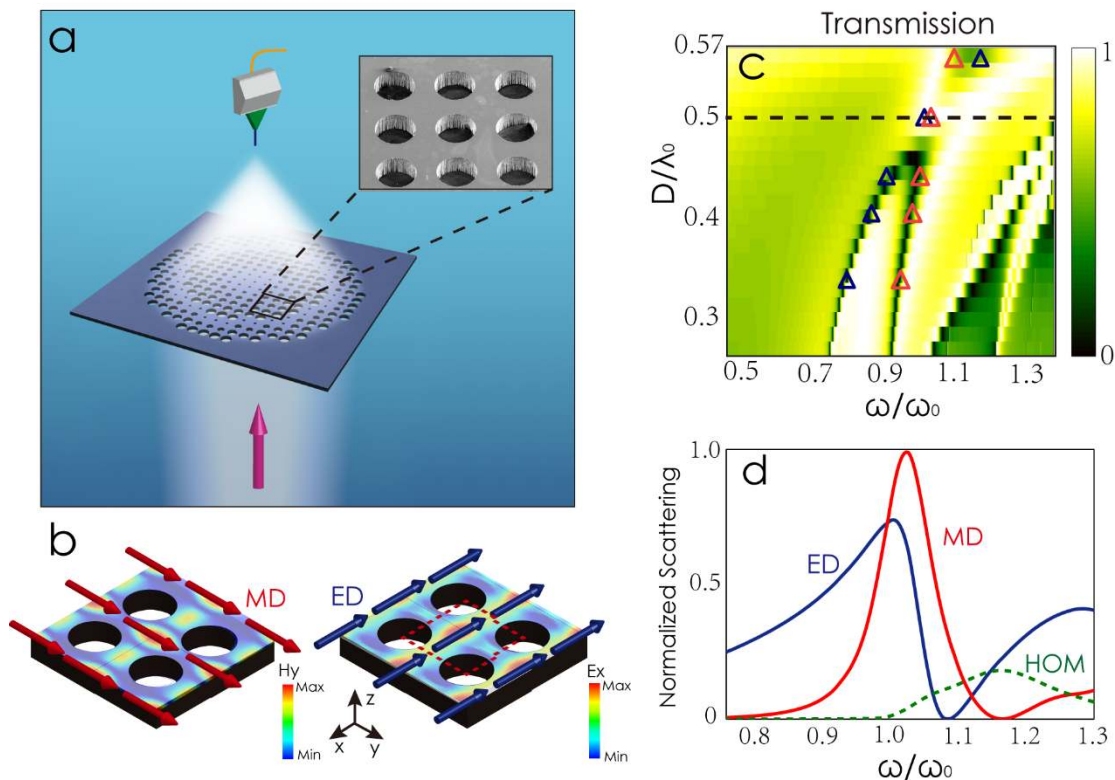 a
b
MD
Hy
Max
Min
z
x
y
ED
Ex
Max
Min
Transmission
c
D/λ₀
0.57
0.5
0.4
0.3
0.5
0.7
0.9
1.1
1.3
ω/ω₀
1
0
d
Normalized Scattering
1.0
0.5
0
ED
MD
HOM
0.8
0.9
1.0
1.1
1.2
1.3
ω/ω₀